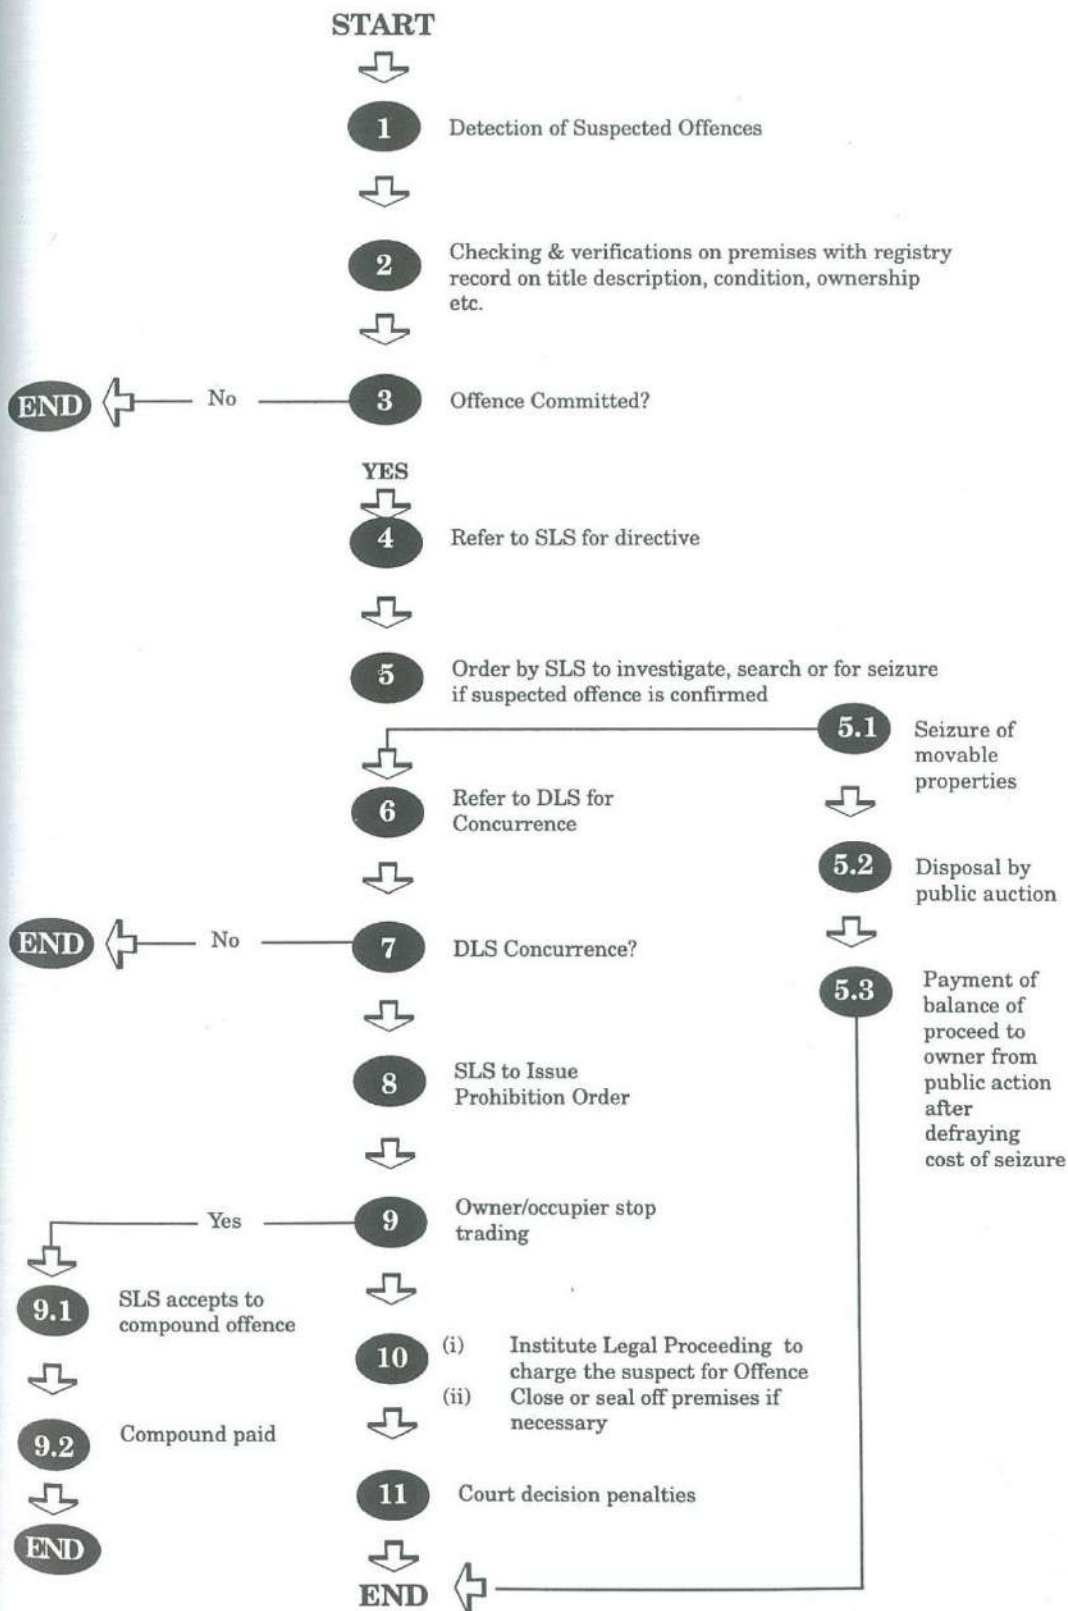 START
1 Detection of Suspected Offences
2 Checking & verifications on premises with registry
record on title description, condition, ownership
etc.
END No 3 Offence Committed?
YES
4 Refer to SLS for directive
5 Order by SLS to investigate, search or for seizure
if suspected offence is confirmed
5.1 Seizure of
movable
properties
6 Refer to DLS for
Concurrence
5.2 Disposal by
public auction
END No 7 DLS Concurrence?
5.3 Payment of
balance of
proceed to
owner from
public action
after
defraying
cost of seizure
8 SLS to Issue
Prohibition Order
Yes 9 Owner/occupier stop
trading
9.1 SLS accepts to
compound offence
10 (i) Institute Legal Proceeding to
charge the suspect for Offence
(ii) Close or seal off premises if
necessary
9.2 Compound paid
11 Court decision penalties
END
END